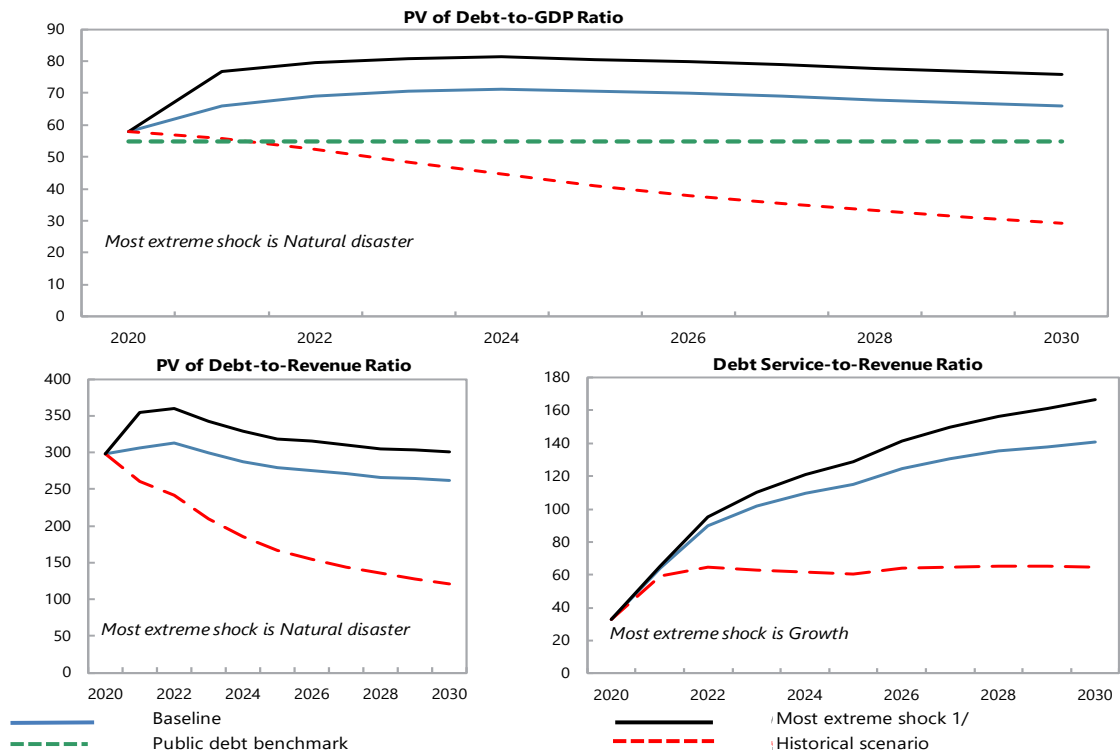 PV of Debt-to-GDP Ratio
90
80
70
60
50
40
30
20
10
0
Most extreme shock is Natural disaster
2020 2022 2024 2026 2028 2030
PV of Debt-to-Revenue Ratio
400
350
300
250
200
150
100
50
0
Most extreme shock is Natural disaster
2020 2022 2024 2026 2028 2030
Debt Service-to-Revenue Ratio
180
160
140
120
100
80
60
40
20
0
Most extreme shock is Growth
2020 2022 2024 2026 2028 2030
Baseline
Most extreme shock 1/
Public debt benchmark
Historical scenario